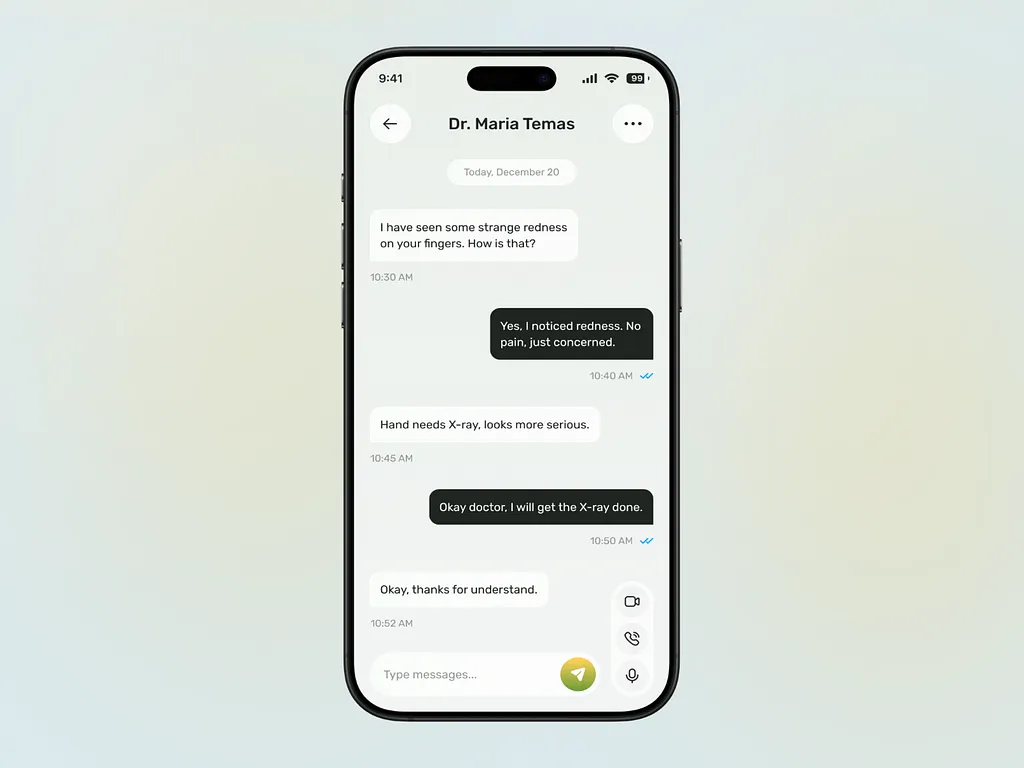 9:41
99
Dr. Maria Temas
Today, December 20
I have seen some strange redness
on your fingers. How is that?
10:30 AM
Yes, I noticed redness. No
pain, just concerned.
10:40 AM
Hand needs X-ray, looks more serious.
10:45 AM
Okay doctor, I will get the X-ray done.
10:50 AM
Okay, thanks for understand.
10:52 AM
Type messages...